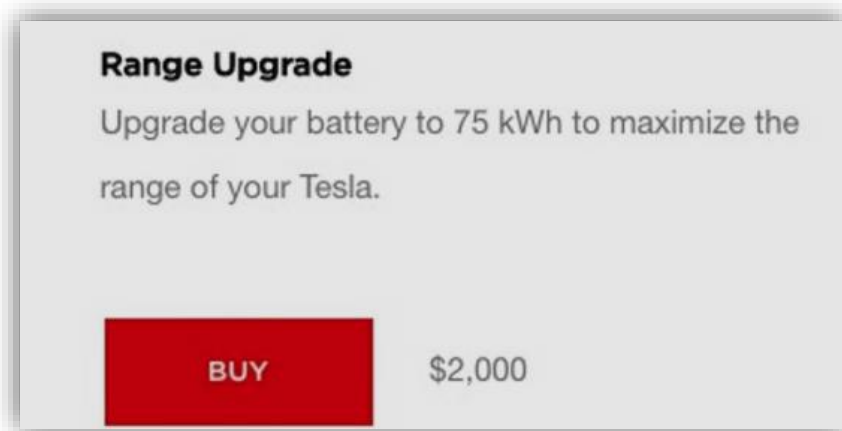 Range Upgrade
Upgrade your battery to 75 kWh to maximize the
range of your Tesla.
BUY $2,000